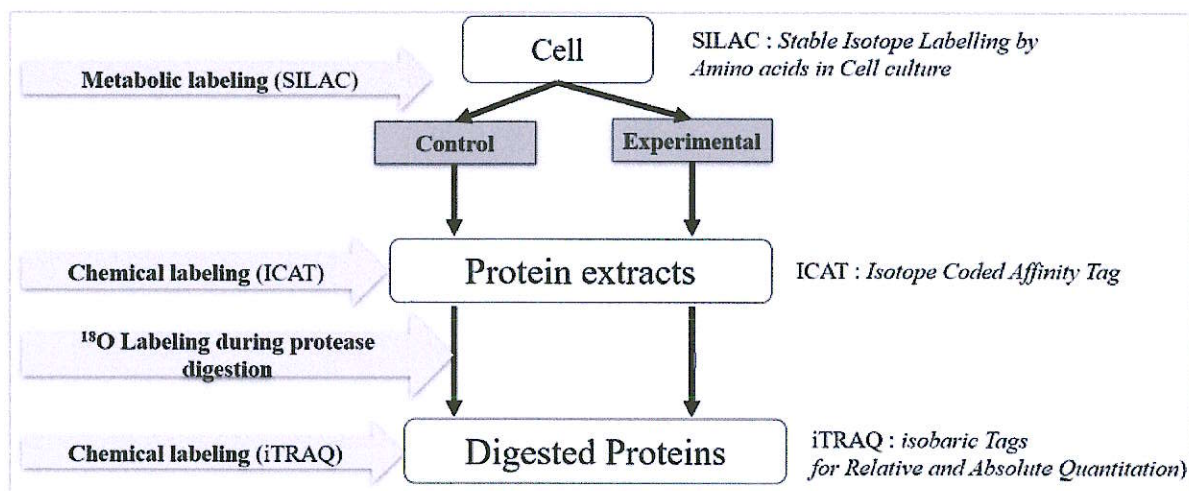 Cell
SILAC : Stable Isotope Labelling by
Amino acids in Cell culture
Metabolic labeling (SILAC)
Control
Experimental
Chemical labeling (ICAT)
Protein extracts
ICAT : Isotope Coded Affinity Tag
¹⁸O Labeling during protease
digestion
Chemical labeling (iTRAQ)
Digested Proteins
iTRAQ : isobaric Tags
for Relative and Absolute Quantitation)